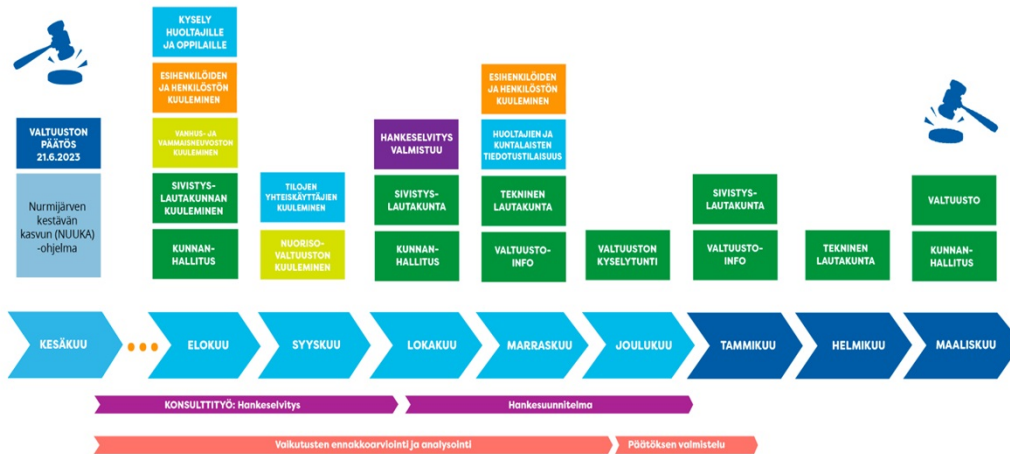 VALTUUSTON
PÄÄTÖS
21.6.2023
Nurmijärven
kestävän
kasvun (NUUKA)
-ohjelma
KYSELY
HUOLTAJILLE
JA OPPILAILLE
ESIHENKILÖIDEN
JA HENKILÖSTÖN
KUULEMINEN
VANHUS- JA
VAMMAISNEUVOSTON
KUULEMINEN
SIVISTYS-
LAUTAKUNNAN
KUULEMINEN
KUNNAN-
HALLITUS
TILOJEN
YHTEISKÄYTTÄJIEN
KUULEMINEN
NUORISO-
VALTUUSTON
KUULEMINEN
HANKESELVITYS
VALMISTUU
SIVISTYS-
LAUTAKUNTA
KUNNAN-
HALLITUS
ESIHENKILÖIDEN
JA HENKILÖSTÖN
KUULEMINEN
HUOLTAJIEN JA
KUNTALAISTEN
TIEDOTUSTILAISUUS
TEKNINEN
LAUTAKUNTA
VALTUUSTO-
INFO
VALTUUSTON
KYSELYTUNTI
SIVISTYS-
LAUTAKUNTA
VALTUUSTO-
INFO
TEKNINEN
LAUTAKUNTA
VALTUUSTO
KUNNAN-
HALLITUS
KESÄKUU
ELOKUU
SYYSKUU
LOKAKUU
MARRASKUU
JOULUKUU
TAMMIKUU
HELMIKUU
MAALISKUU
KONSULTTITYÖ: Hankeselvitys
Hankesuunnitelma
Vaikutusten ennakkoarviointi ja analysointi
Päätöksen valmistelu